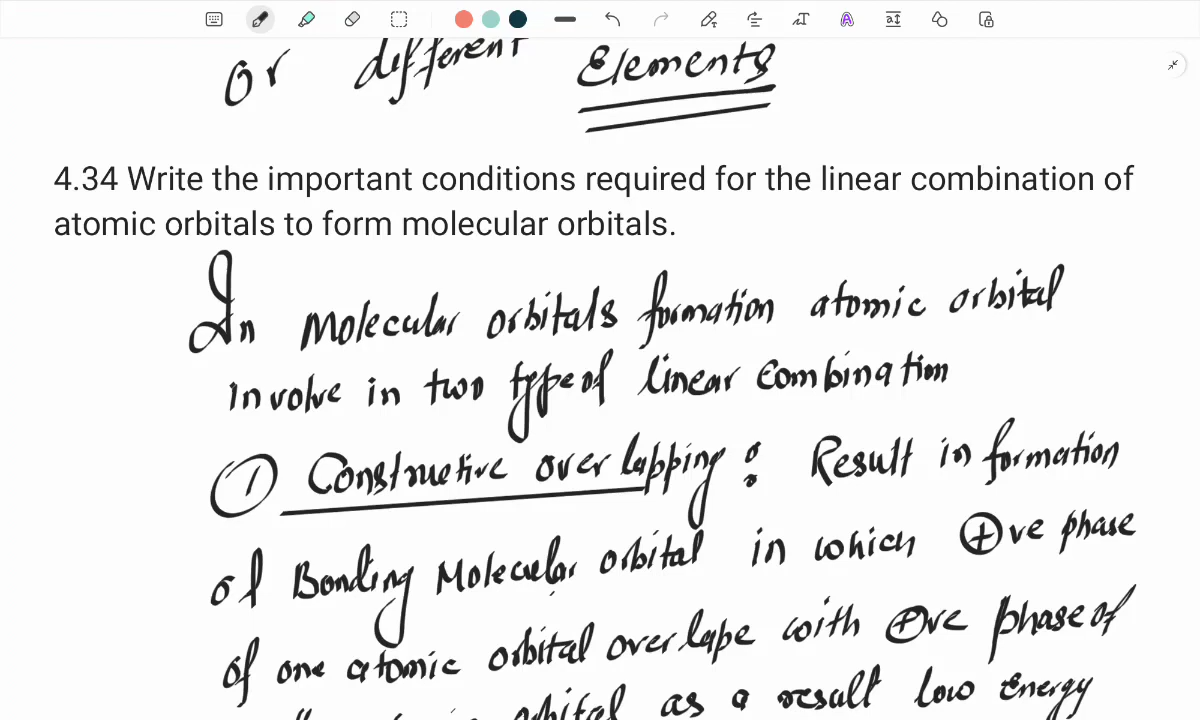 Or different Elements
4.34 Write the important conditions required for the linear combination of
atomic orbitals to form molecular orbitals.
In Molecular orbitals formation atomic orbital
involve in two type of linear Combination
① Constructive overlapping : Result in formation
of Bonding Molecular orbital in which ⊕ve phase
of one atomic orbital overlape with ⊕ve phase of
orbital as a result low energy